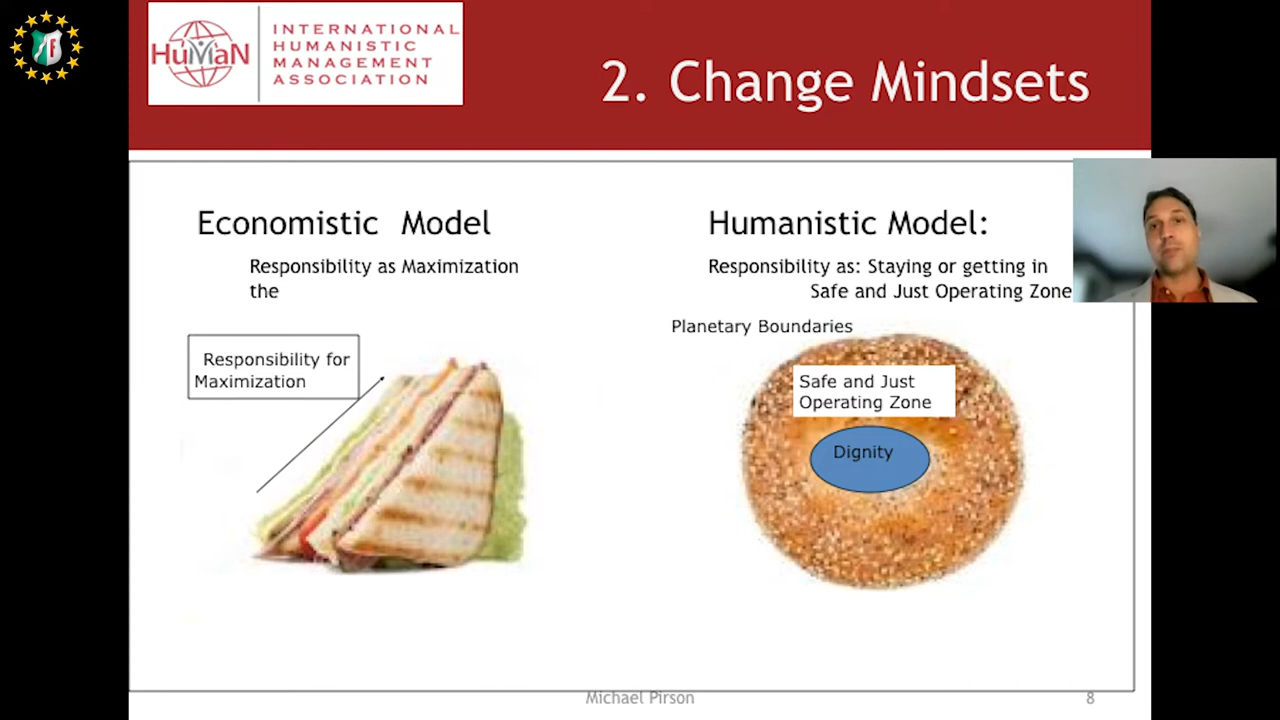 HuMaN
INTERNATIONAL
HUMANISTIC
MANAGEMENT
ASSOCIATION
2. Change Mindsets
Economistic Model
Responsibility as Maximization
the
Responsibility for
Maximization
Humanistic Model:
Responsibility as: Staying or getting in
Safe and Just Operating Zone
Planetary Boundaries
Safe and Just
Operating Zone
Dignity
Michael Pirson
8